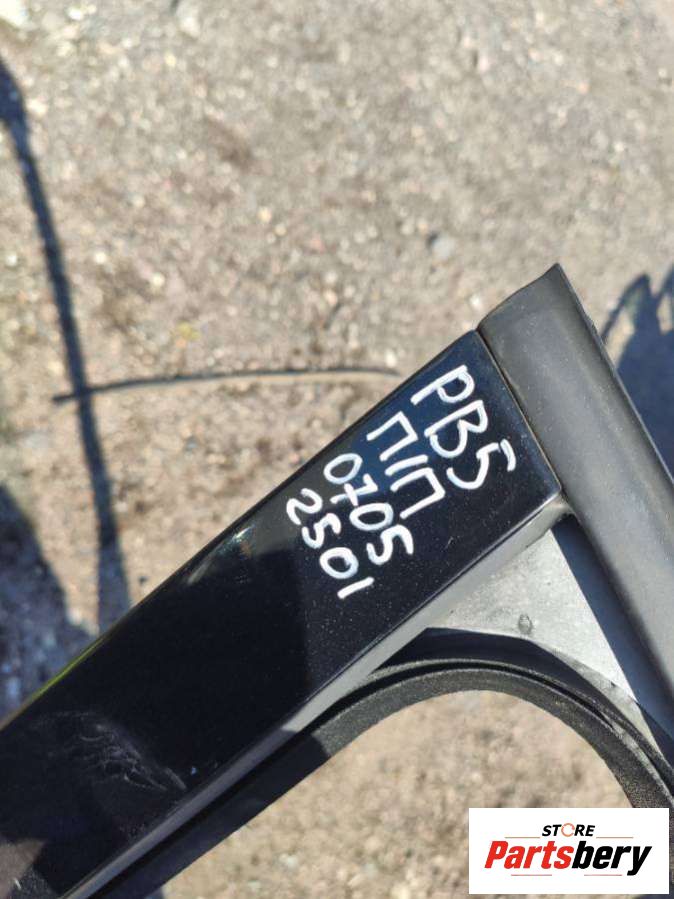 PB5
П/П
0705
2501
STORE
Partsbery